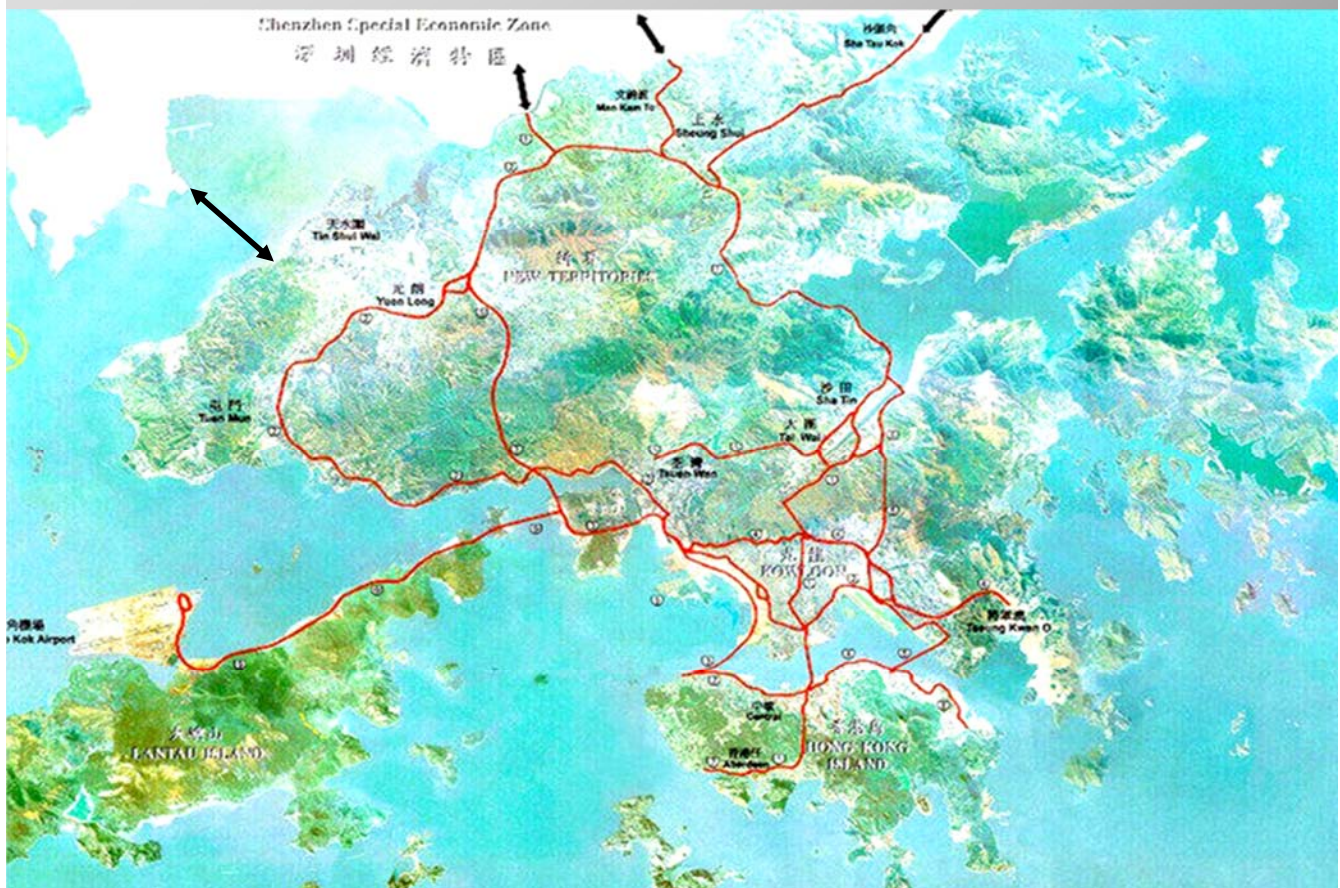 Shenzhen Special Economic Zone
深圳經濟特區
沙頭角
Sha Tau Kok
文錦渡
Man Kam To
上水
Sheung Shui
天水圍
Tin Shui Wai
新界
NEW TERRITORIES
元朗
Yuen Long
屯門
Tuen Mun
沙田
Sha Tin
大圍
Tai Wai
荃灣
Tsuen Wan
九龍
KOWLOON
將軍澳
Tseung Kwan O
角機場
Kok Airport
大嶼山
LANTAU ISLAND
中環
Central
香港島
HONG KONG
ISLAND
香港仔
Aberdeen